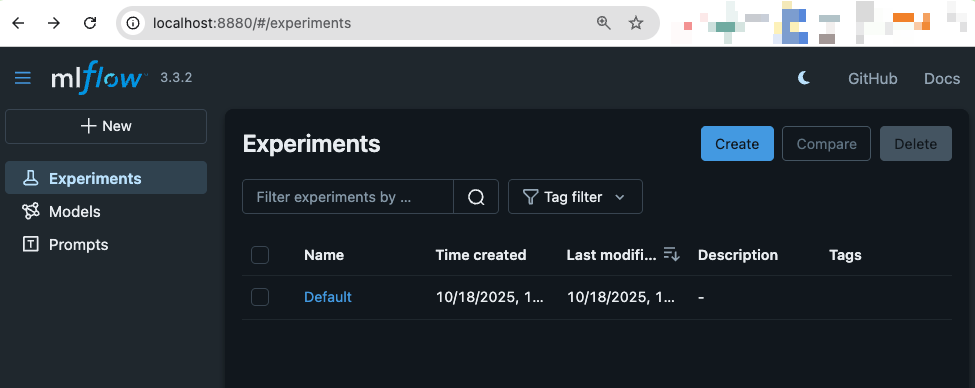 localhost:8880/#/experiments
mlflow 3.3.2 GitHub Docs
+ New
Experiments
Models
Prompts
Experiments
Create Compare Delete
Filter experiments by ... Tag filter
Name Time created Last modifi... Description Tags
Default 10/18/2025, 1... 10/18/2025, 1... -